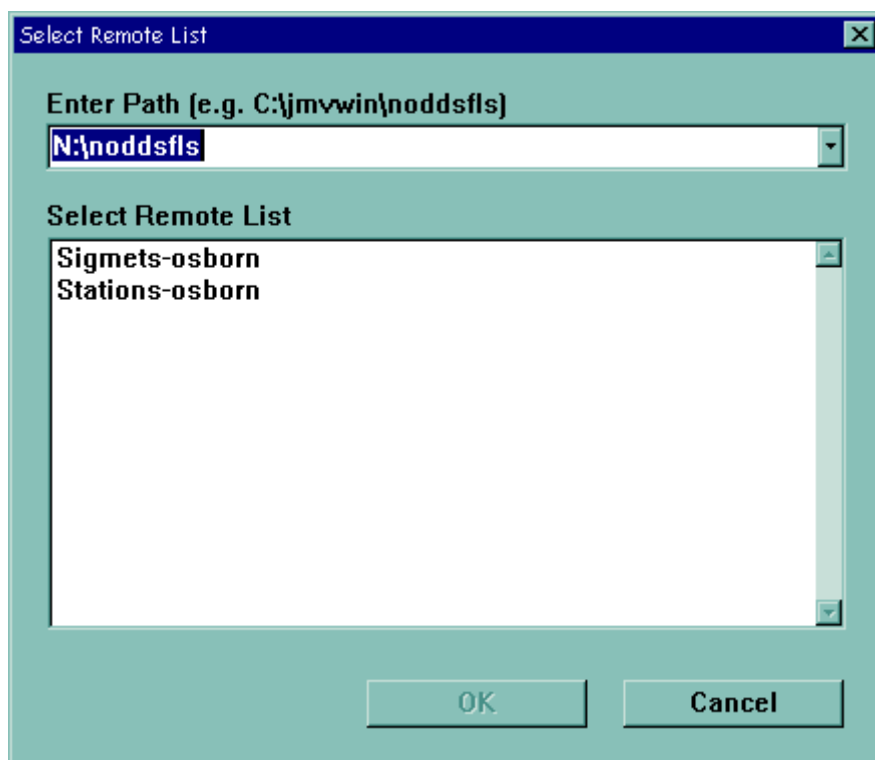 Select Remote List
Enter Path (e.g. C:\jmvwin\noddsfls)
N:\noddsfls
Select Remote List
Sigmets-osborn
Stations-osborn
OK Cancel